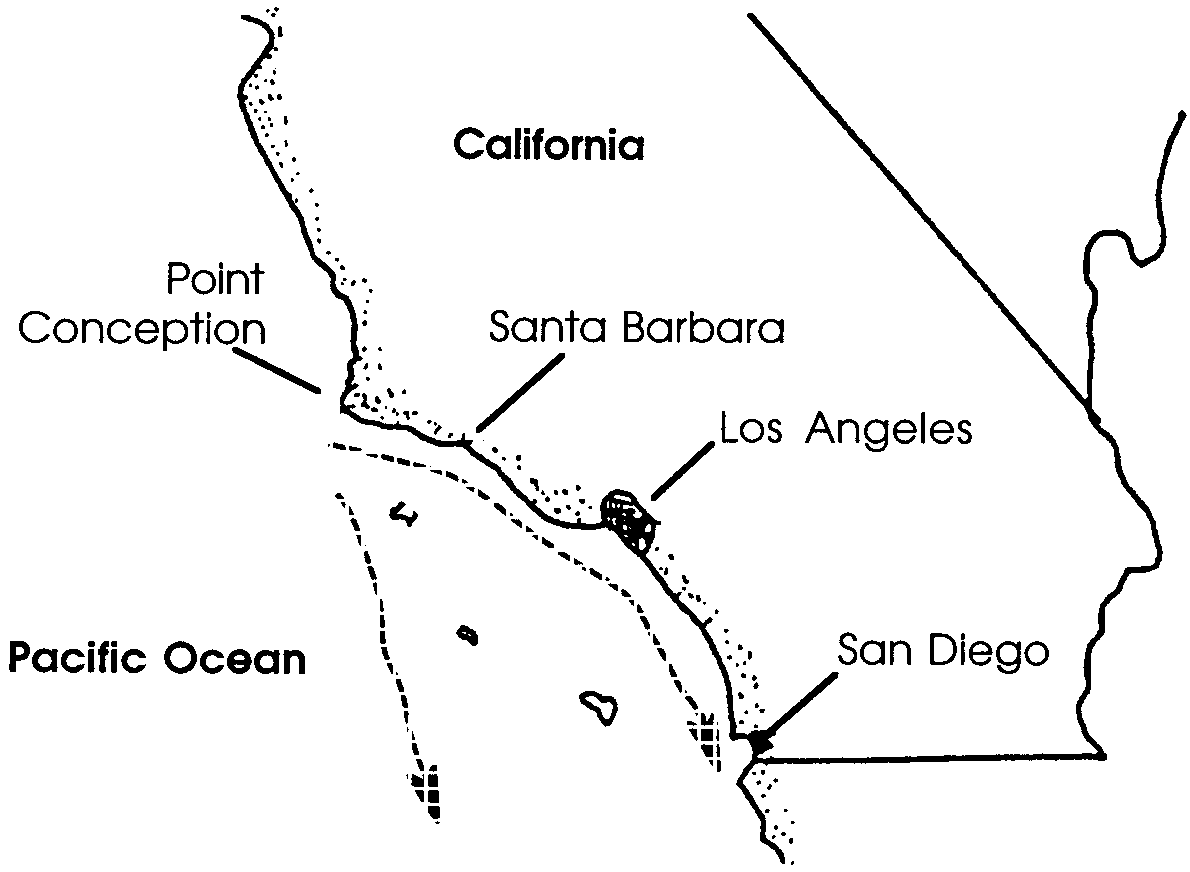 California
Point
Conception
Santa Barbara
Los Angeles
Pacific Ocean
San Diego